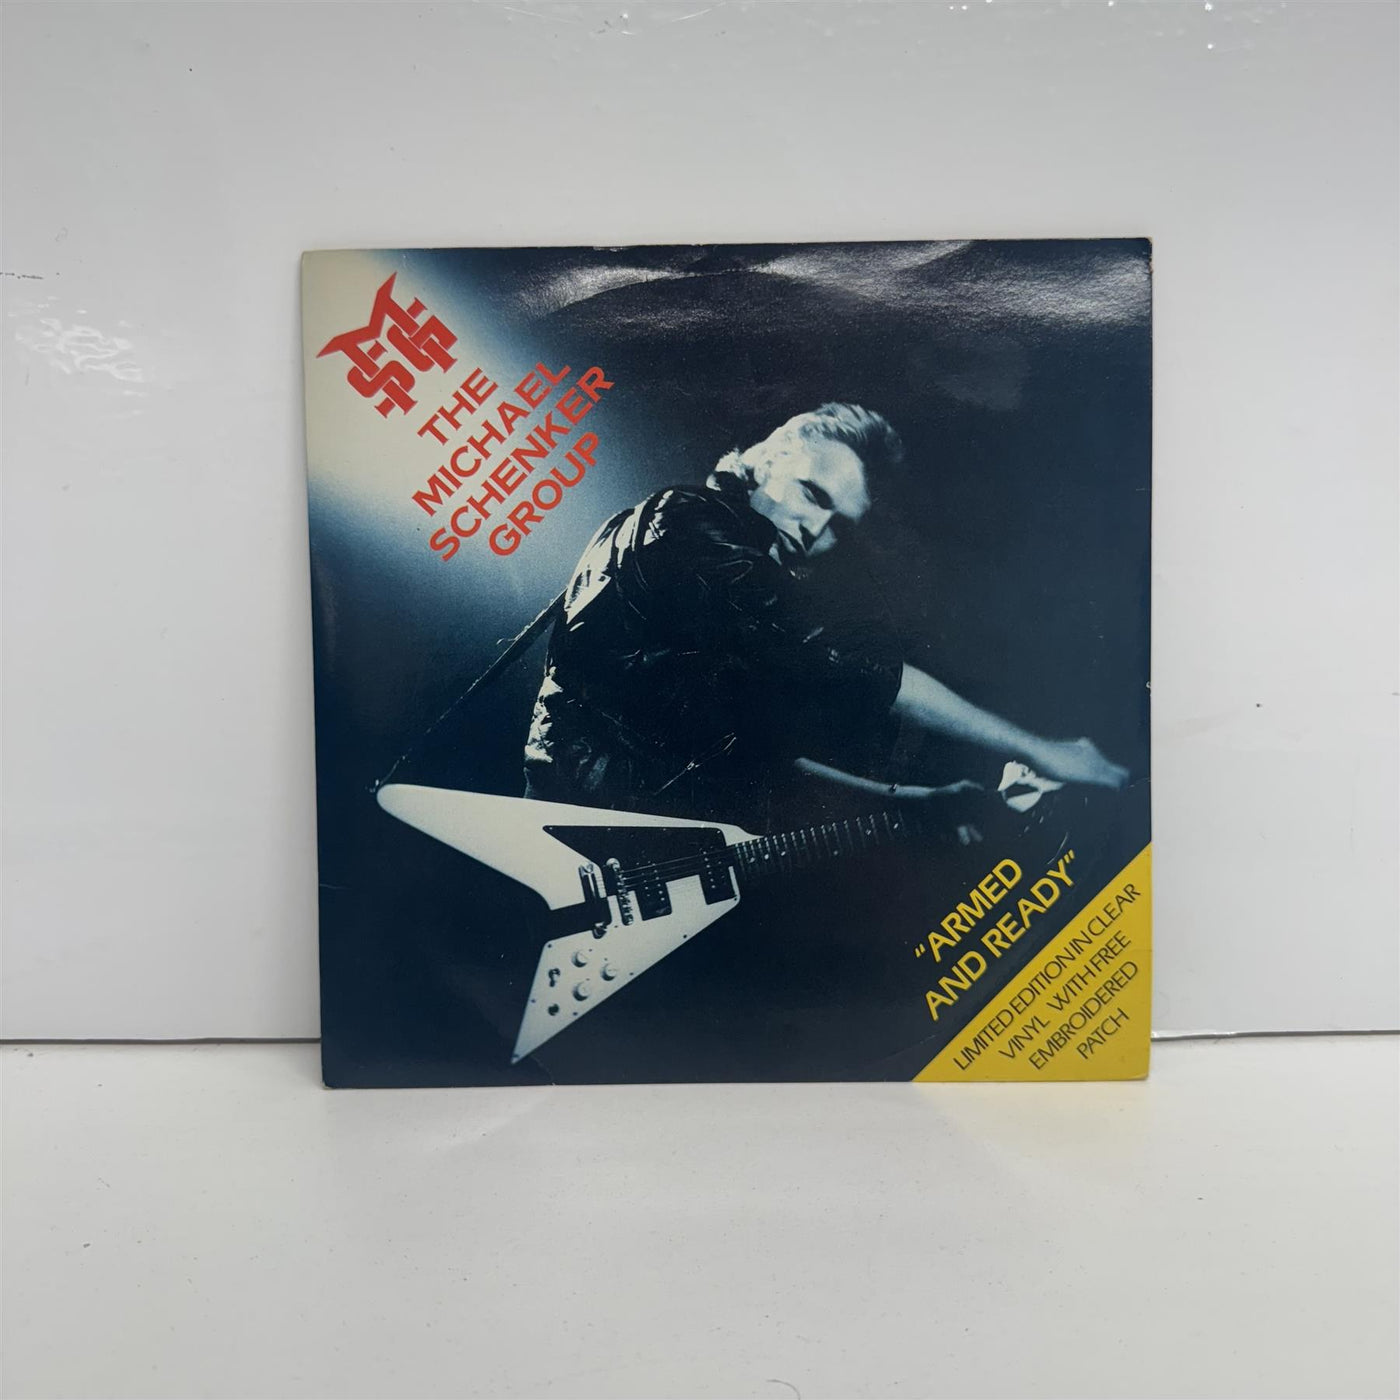 MSG
THE
MICHAEL
SCHENKER
GROUP
"ARMED
AND READY"
LIMITED EDITION IN CLEAR
VINYL WITH FREE
EMBROIDERED
PATCH